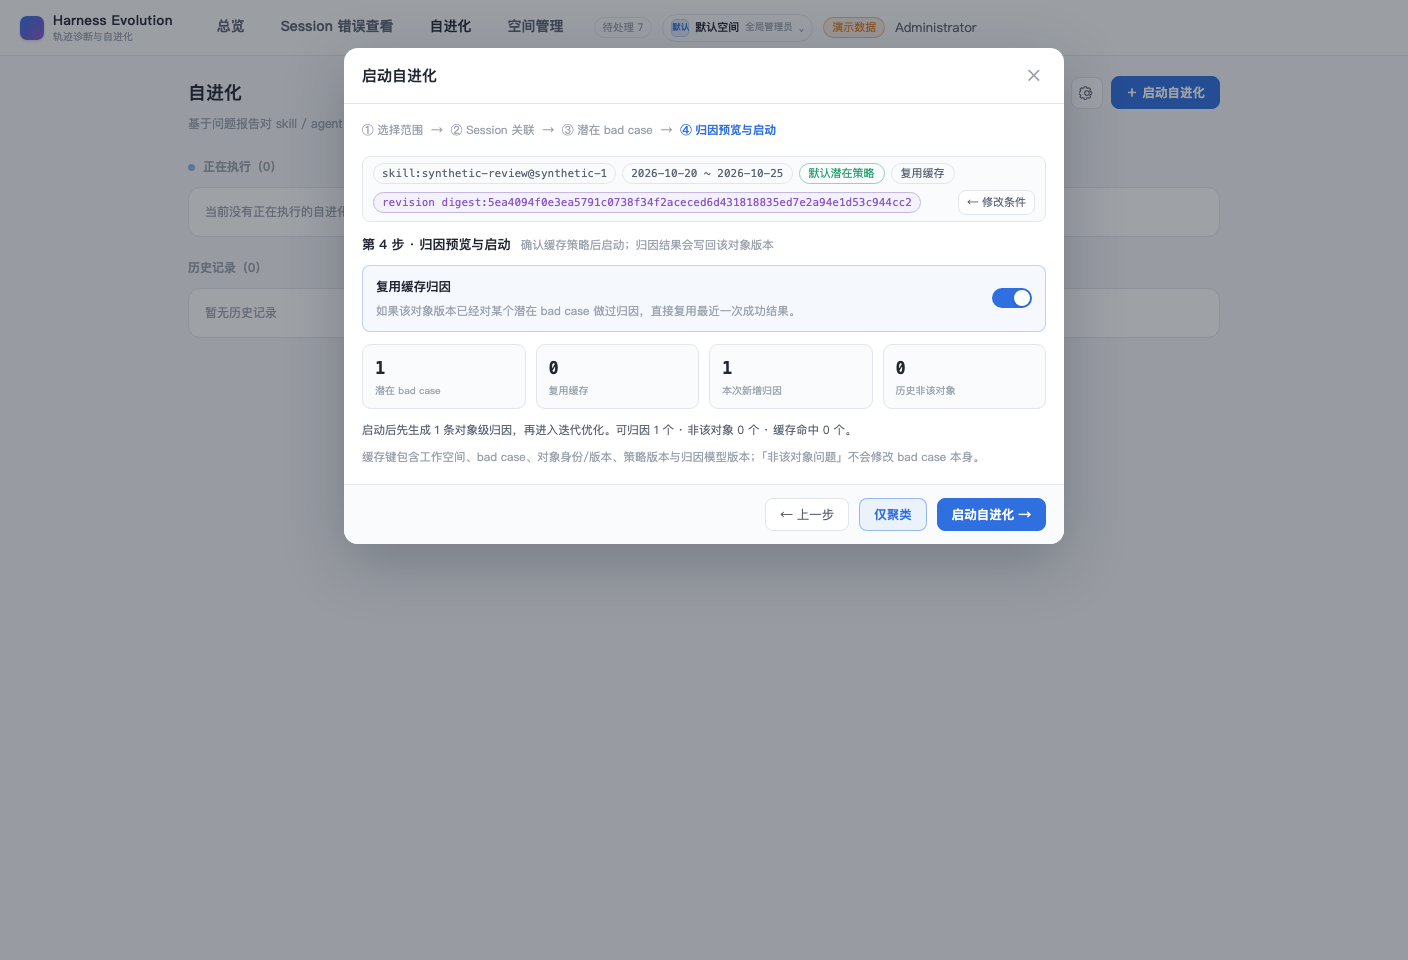 Harness Evolution
轨迹诊断与自进化
总览
Session 错误查看
自进化
空间管理
待处理 7
默认
默认空间
全局管理员
演示数据
Administrator
自进化
基于问题报告对 skill / agent
+ 启动自进化
正在执行（0）
当前没有正在执行的自进化
历史记录（0）
暂无历史记录
启动自进化
① 选择范围 → ② Session 关联 → ③ 潜在 bad case → ④ 归因预览与启动
skill:synthetic-review@synthetic-1
2026-10-20 ~ 2026-10-25
默认潜在策略
复用缓存
revision digest:5ea4094f0e3ea5791c0738f34f2aceced6d431818835ed7e2a94e1d53c944cc2
← 修改条件
第 4 步 · 归因预览与启动 确认缓存策略后启动；归因结果会写回该对象版本
复用缓存归因
如果该对象版本已经对某个潜在 bad case 做过归因，直接复用最近一次成功结果。
1
潜在 bad case
0
复用缓存
1
本次新增归因
0
历史非该对象
启动后先生成 1 条对象级归因，再进入迭代优化。可归因 1 个 · 非该对象 0 个 · 缓存命中 0 个。
缓存键包含工作空间、bad case、对象身份/版本、策略版本与归因模型版本；「非该对象问题」不会修改 bad case 本身。
← 上一步
仅聚类
启动自进化 →